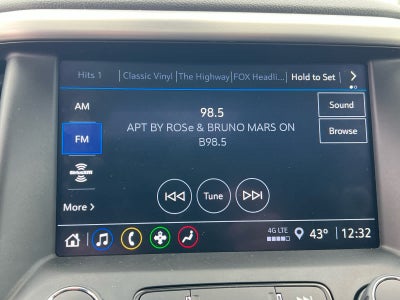 Hits 1 | Classic Vinyl | The Highway | FOX Headli... Hold to Set
AM
98.5
Sound
APT BY ROSe & BRUNO MARS ON
B98.5
FM
Browse
SiriusXM
More >
Tune
4G LTE
43° 12:32